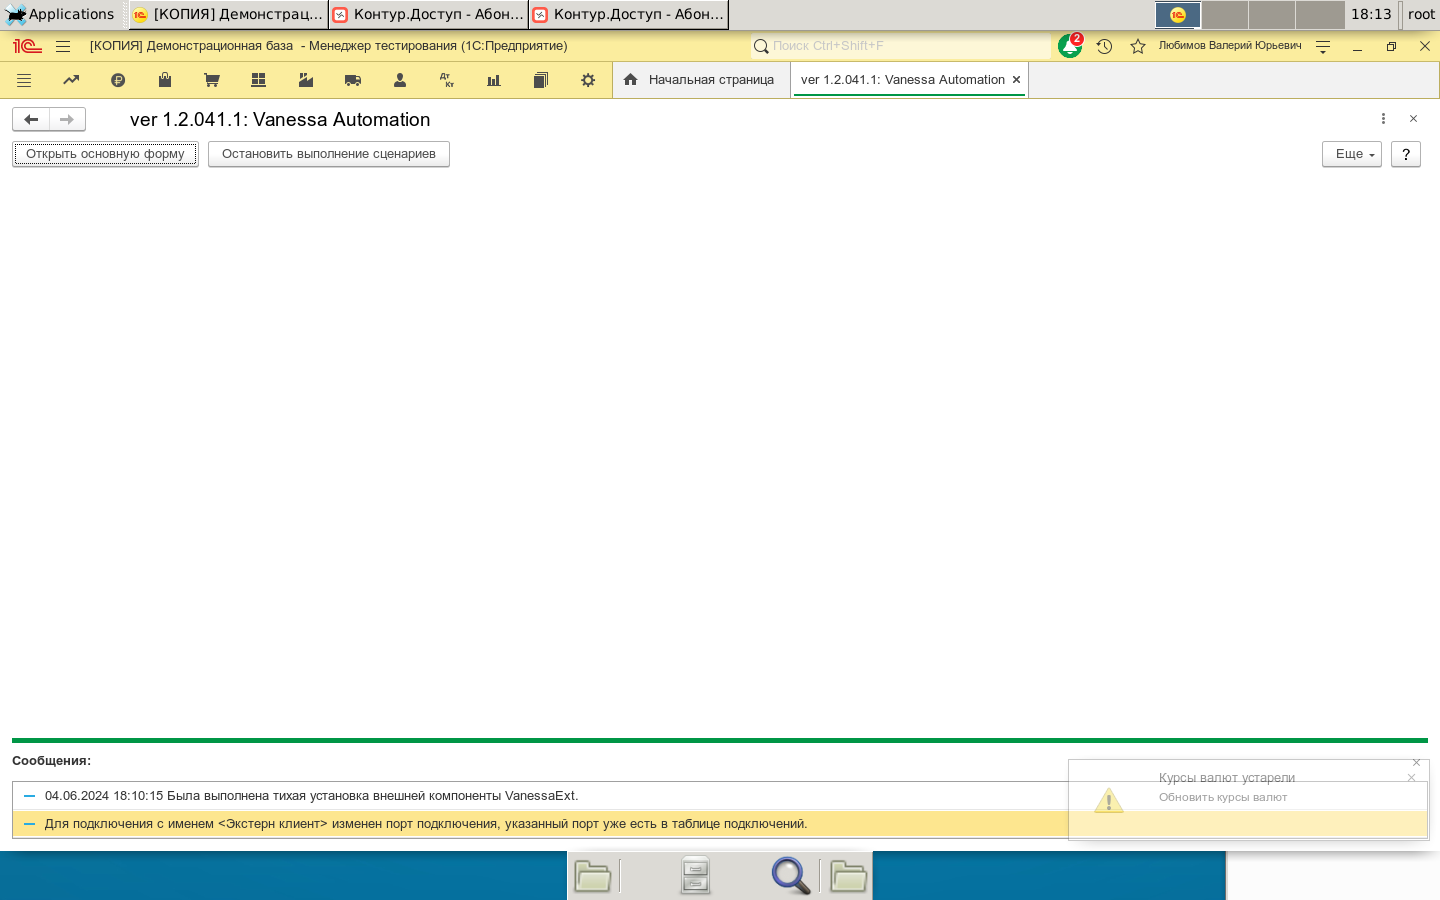 Applications
[КОПИЯ] Демонстрац...
Контур.Доступ - Абон...
Контур.Доступ - Абон...
18:13
root
[КОПИЯ] Демонстрационная база - Менеджер тестирования (1С:Предприятие)
Поиск Ctrl+Shift+F
2
Любимов Валерий Юрьевич
Начальная страница
ver 1.2.041.1: Vanessa Automation
ver 1.2.041.1: Vanessa Automation
Открыть основную форму
Остановить выполнение сценариев
Еще
?
Сообщения:
04.06.2024 18:10:15 Была выполнена тихая установка внешней компоненты VanessaExt.
Для подключения с именем <Экстерн клиент> изменен порт подключения, указанный порт уже есть в таблице подключений.
Курсы валют устарели
Обновить курсы валют